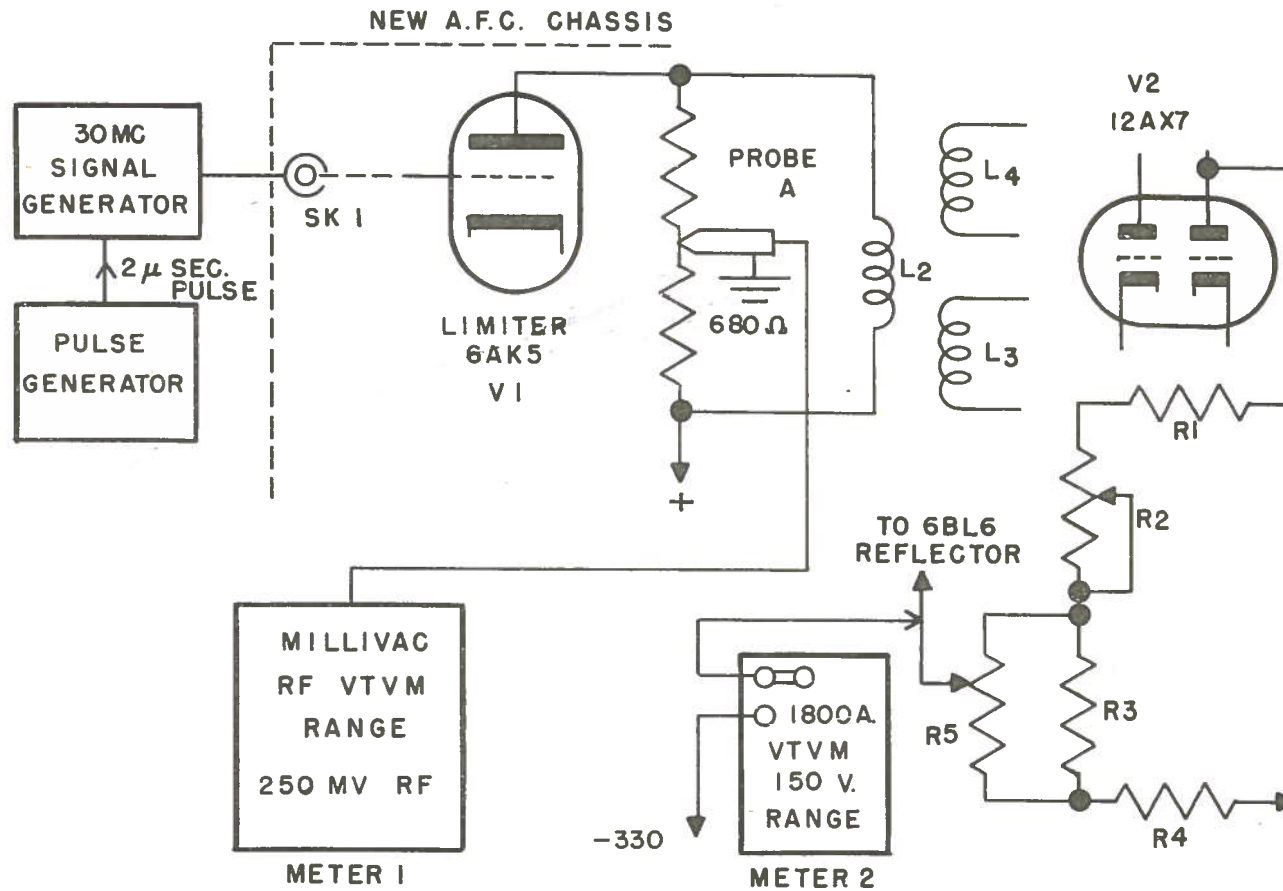 NEW A.F.C. CHASSIS
30MC
SIGNAL
GENERATOR
SK 1
2 μ SEC.
PULSE
PULSE
GENERATOR
LIMITER
6AK5
V1
PROBE
A
680Ω
+
L2
L4
L3
V2
12AX7
R1
R2
TO 6BL6
REFLECTOR
R5
R3
R4
MILLIVAC
RF VTVM
RANGE
250 MV RF
METER 1
1800A.
VTVM
150 V.
RANGE
-330
METER 2